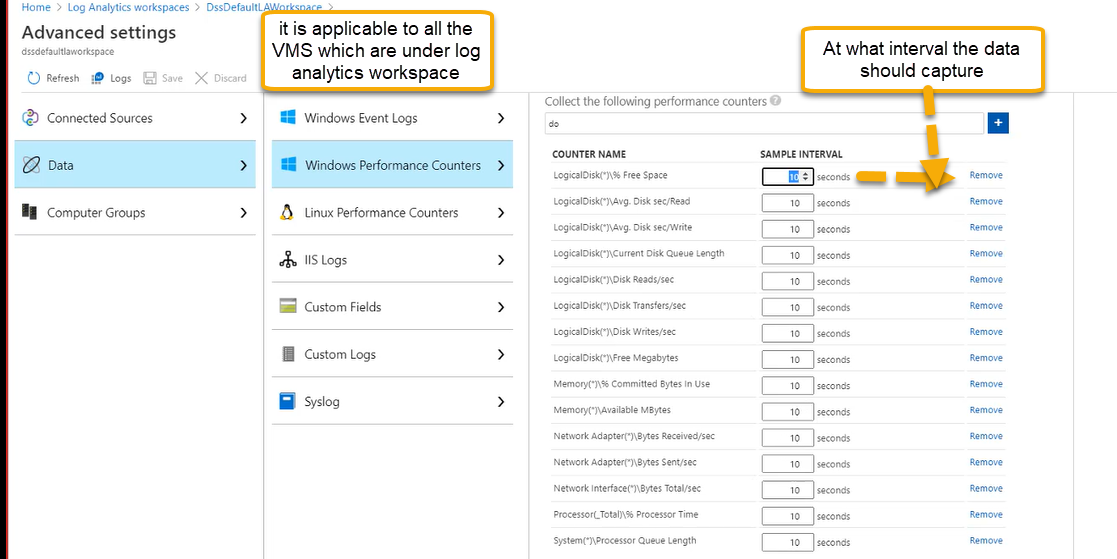 Home > Log Analytics workspaces > DssDefaultLAWorkspace >
Advanced settings
dssdefaultlaworkspace
Refresh Logs Save Discard
it is applicable to all the
VMS which are under log
analytics workspace
At what interval the data
should capture
Connected Sources
Data
Computer Groups
Windows Event Logs
Windows Performance Counters
Linux Performance Counters
IIS Logs
Custom Fields
Custom Logs
Syslog
Collect the following performance counters ?
do +
COUNTER NAME SAMPLE INTERVAL
LogicalDisk(*)\% Free Space 10 seconds Remove
LogicalDisk(*)\Avg. Disk sec/Read 10 seconds Remove
LogicalDisk(*)\Avg. Disk sec/Write 10 seconds Remove
LogicalDisk(*)\Current Disk Queue Length 10 seconds Remove
LogicalDisk(*)\Disk Reads/sec 10 seconds Remove
LogicalDisk(*)\Disk Transfers/sec 10 seconds Remove
LogicalDisk(*)\Disk Writes/sec 10 seconds Remove
LogicalDisk(*)\Free Megabytes 10 seconds Remove
Memory(*)\% Committed Bytes In Use 10 seconds Remove
Memory(*)\Available MBytes 10 seconds Remove
Network Adapter(*)\Bytes Received/sec 10 seconds Remove
Network Adapter(*)\Bytes Sent/sec 10 seconds Remove
Network Interface(*)\Bytes Total/sec 10 seconds Remove
Processor(_Total)\% Processor Time 10 seconds Remove
System(*)\Processor Queue Length 10 seconds Remove